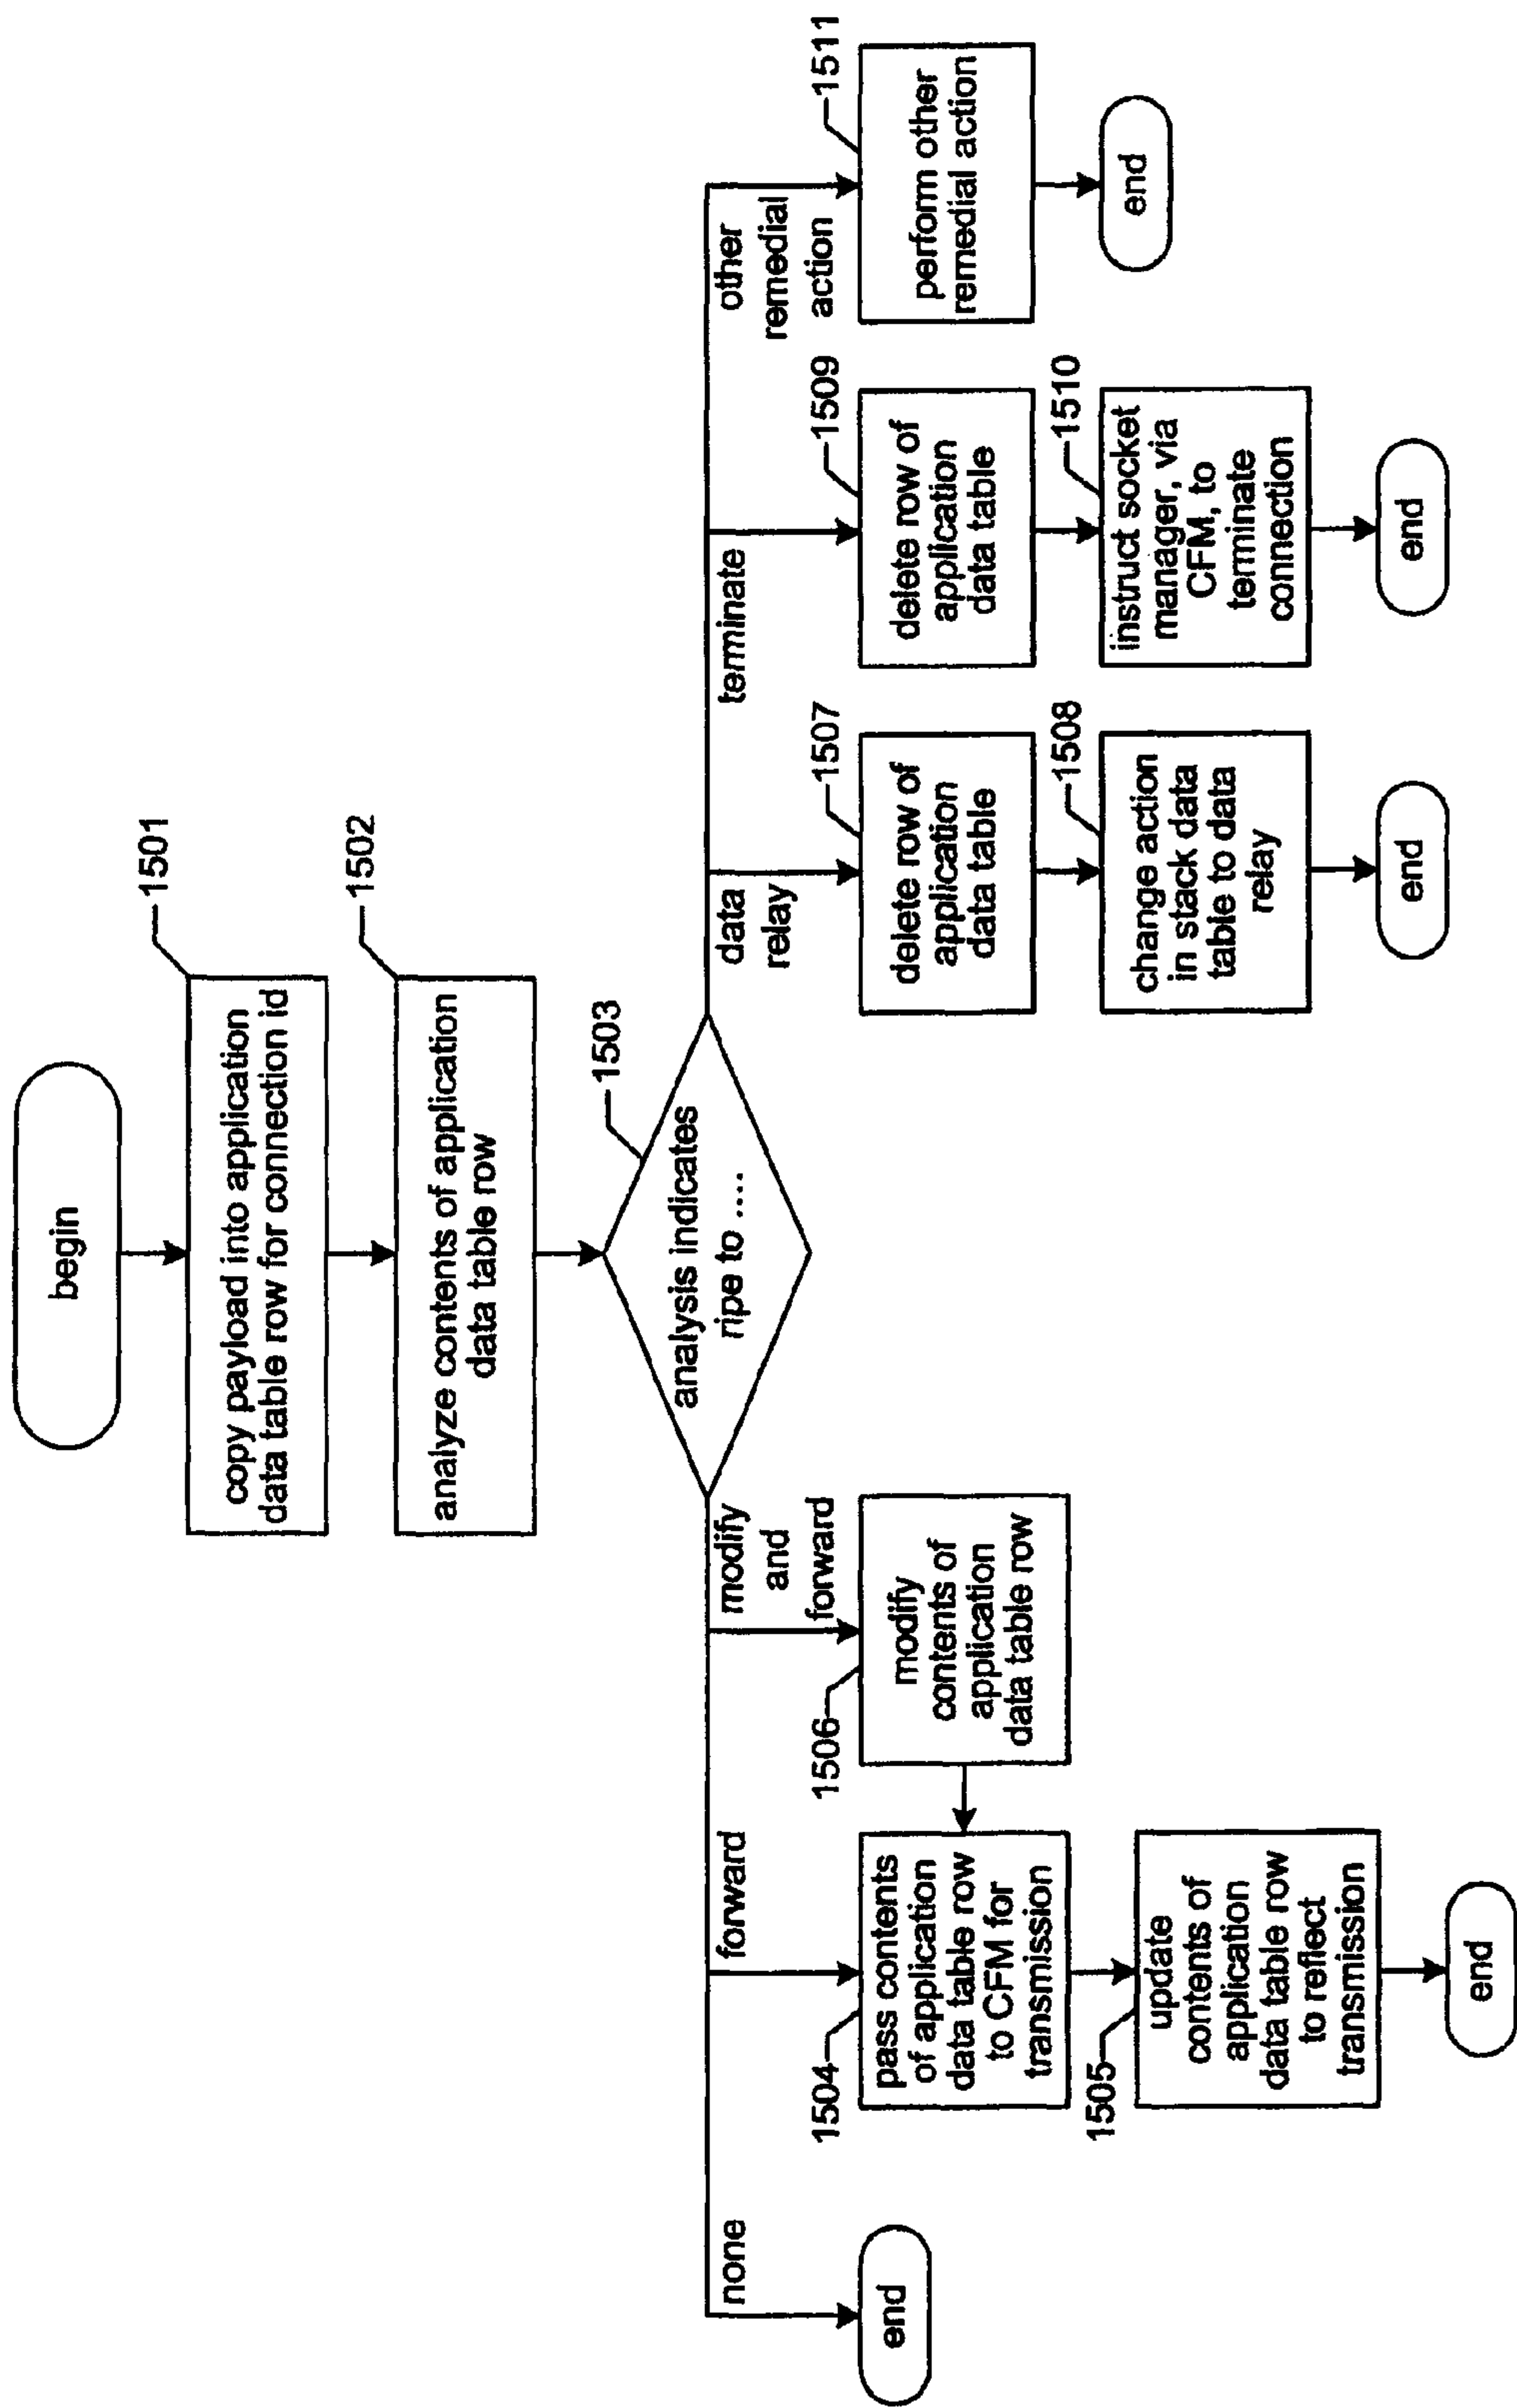 begin
1501
copy payload into application
data table row for connection id
1502
analyze contents of application
data table row
1503
analysis indicates
ripe to ....
none
forward
modify
and
forward
data
relay
terminate
other
remedial
action
end
1504
pass contents
of application
data table row
to CFM for
transmission
1506
modify
contents of
application
data table row
1507
delete row of
application
data table
1509
delete row of
application
data table
1511
perform other
remedial action
1505
update
contents of
application
data table row
to reflect
transmission
1508
change action
in stack data
table to data
relay
1510
instruct socket
manager, via
CFM, to
terminate
connection
end
end
end
end